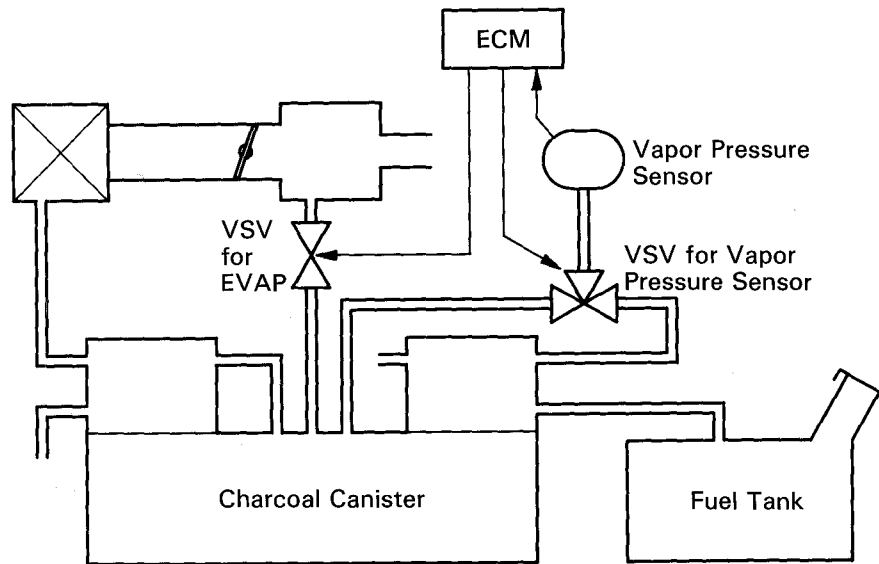 ECM
Vapor Pressure
Sensor
VSV
for
EVAP
VSV for Vapor
Pressure Sensor
Charcoal Canister
Fuel Tank